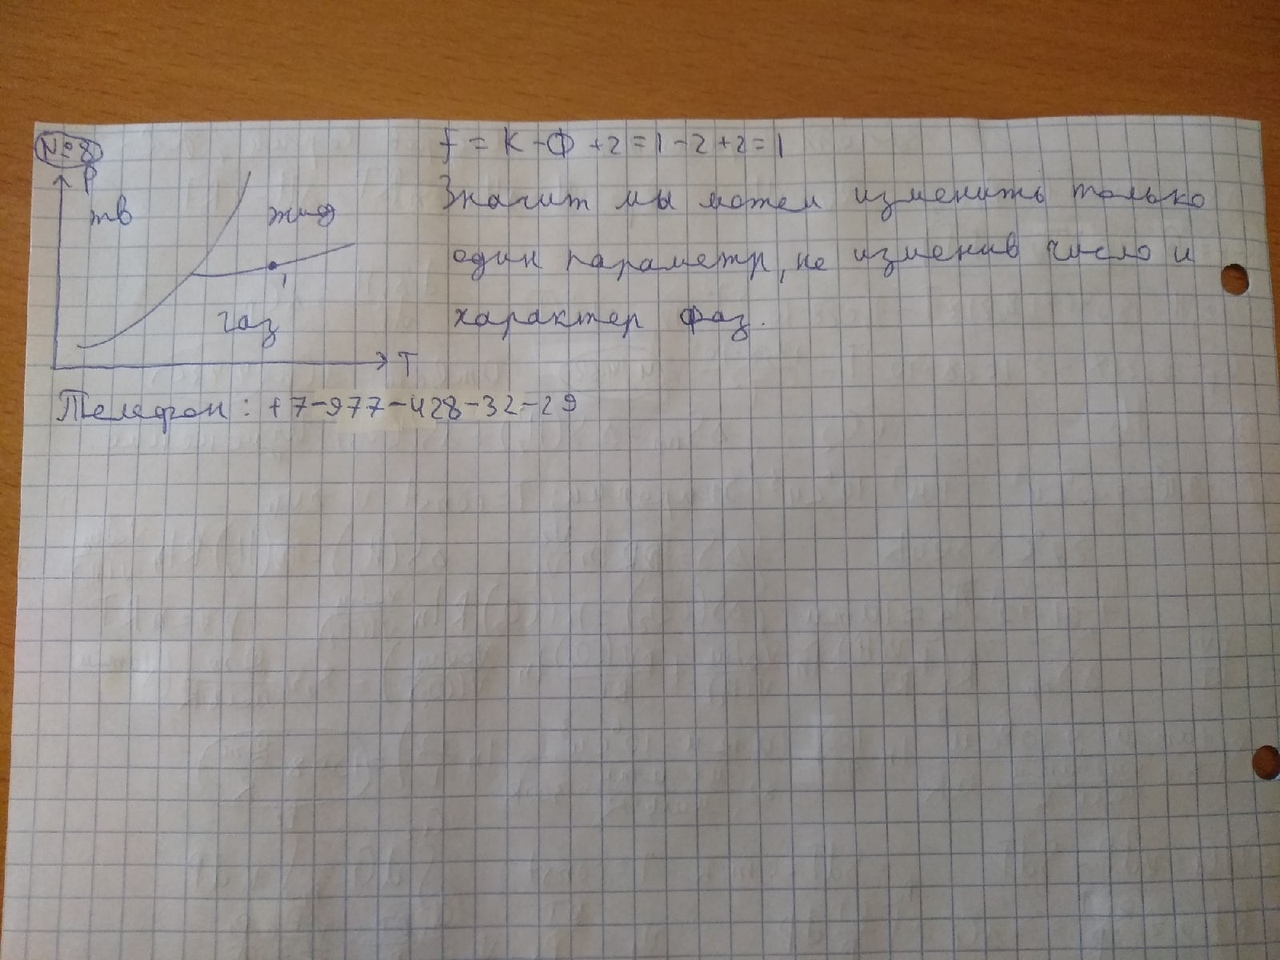 №8
P
тв
жид
1
газ
T
f = К - Ф + 2 = 1 - 2 + 2 = 1
Значит мы можем изменить только
один параметр, не изменив число и
характер фаз.
Телефон: +7-977-428-32-29